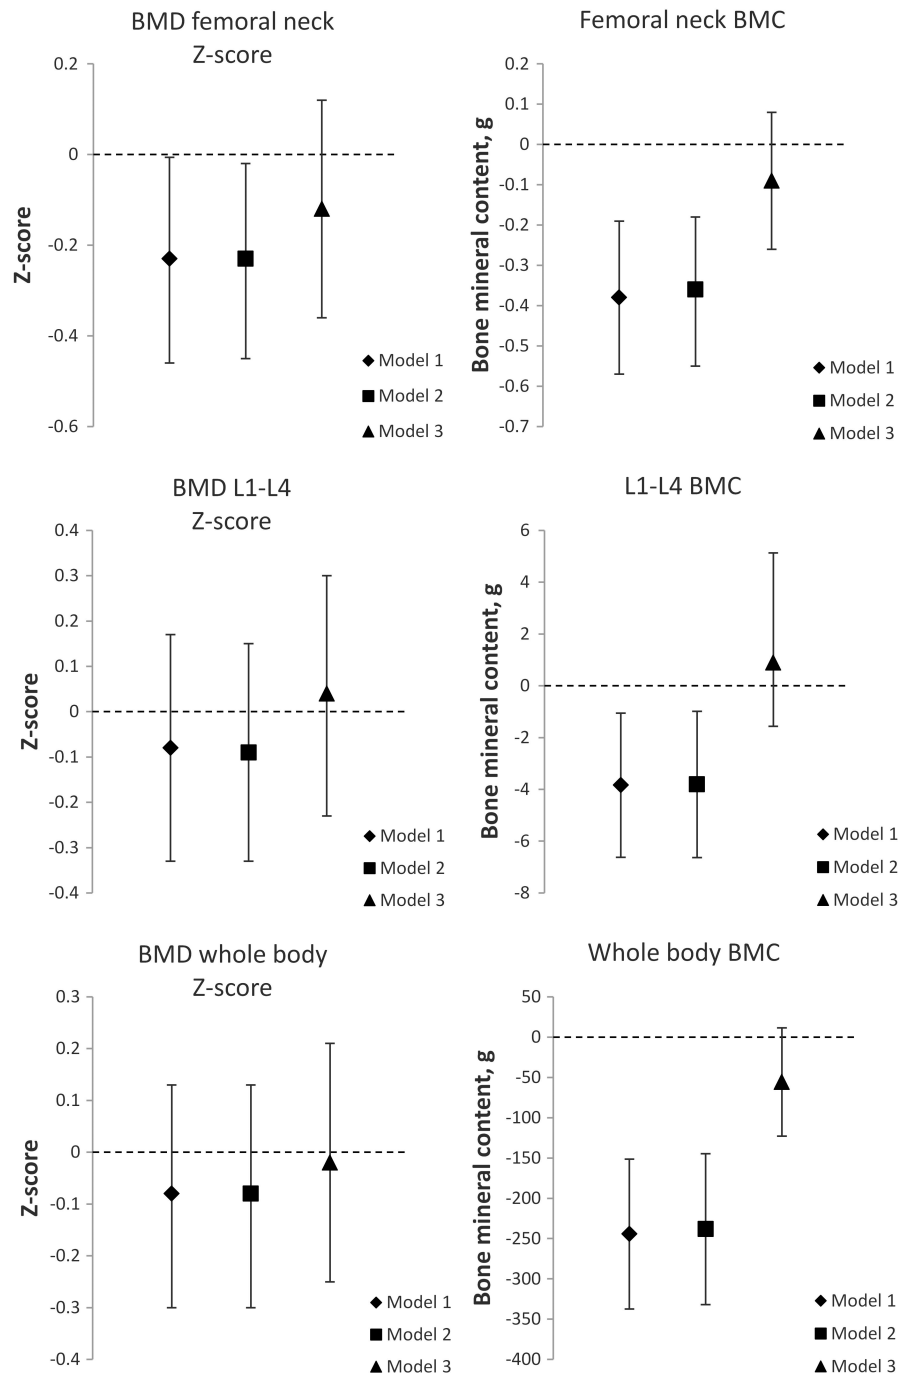 BMD femoral neck
Z-score
Z-score
0.2
0
-0.2
-0.4
-0.6
Model 1
Model 2
Model 3
Femoral neck BMC
Bone mineral content, g
0.2
0.1
0
-0.1
-0.2
-0.3
-0.4
-0.5
-0.6
-0.7
Model 1
Model 2
Model 3
BMD L1-L4
Z-score
Z-score
0.4
0.3
0.2
0.1
0
-0.1
-0.2
-0.3
-0.4
Model 1
Model 2
Model 3
L1-L4 BMC
Bone mineral content, g
6
4
2
0
-2
-4
-6
-8
Model 1
Model 2
Model 3
BMD whole body
Z-score
Z-score
0.3
0.2
0.1
0
-0.1
-0.2
-0.3
-0.4
Model 1
Model 2
Model 3
Whole body BMC
Bone mineral content, g
50
0
-50
-100
-150
-200
-250
-300
-350
-400
Model 1
Model 2
Model 3